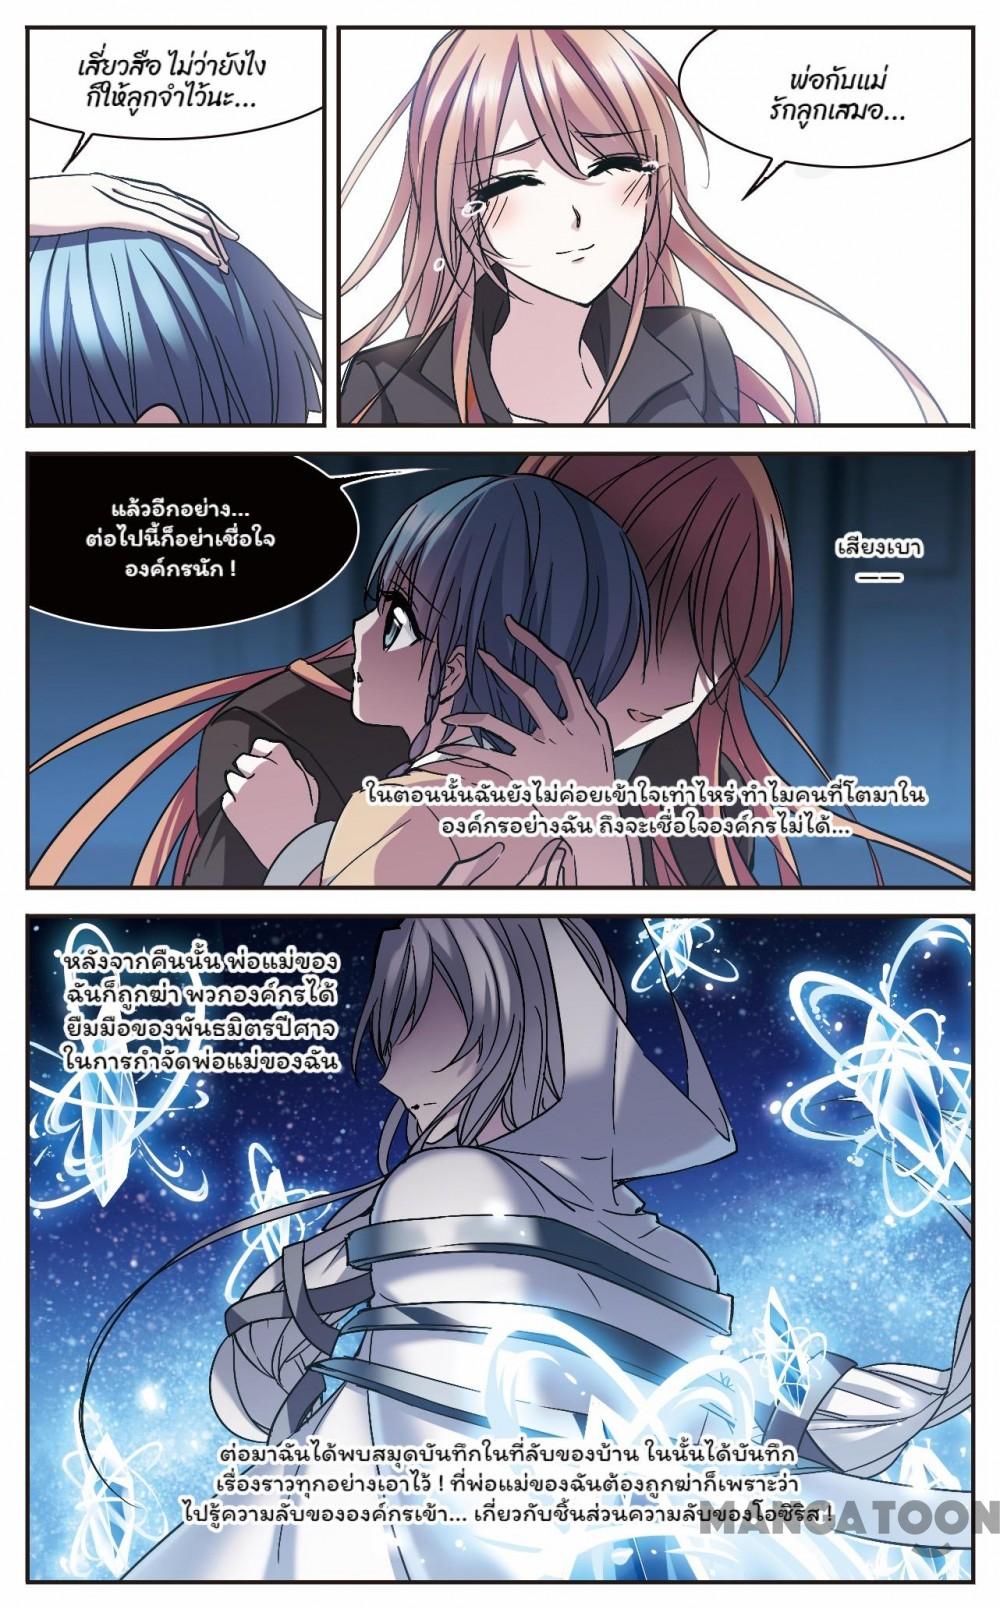 เสี่ยวสือ ไม่ว่ายังไง
ก็ให้ลูกจำไว้นะ...
พ่อกับแม่
รักลูกเสมอ...
แล้วอีกอย่าง...
ต่อไปนี้ก็อย่าเชื่อใจ
องค์กรนัก !
เสียงเบา
——
ในตอนนั้นฉันยังไม่ค่อยเข้าใจเท่าไหร่ ทำไมคนที่โตมาใน
องค์กรอย่างฉัน ถึงจะเชื่อใจองค์กรไม่ได้...
หลังจากคืนนั้น พ่อแม่ของ
ฉันก็ถูกฆ่า พวกองค์กรได้
ยืมมือของพันธมิตรปีศาจ
ในการกำจัดพ่อแม่ของฉัน
ต่อมาฉันได้พบสมุดบันทึกในที่ลับของบ้าน ในนั้นได้บันทึก
เรื่องราวทุกอย่างเอาไว้ ! ที่พ่อแม่ของฉันต้องถูกฆ่าก็เพราะว่า
ไปรู้ความลับขององค์กรเข้า... เกี่ยวกับชิ้นส่วนความลับของโอซิริส !
MANGATOON